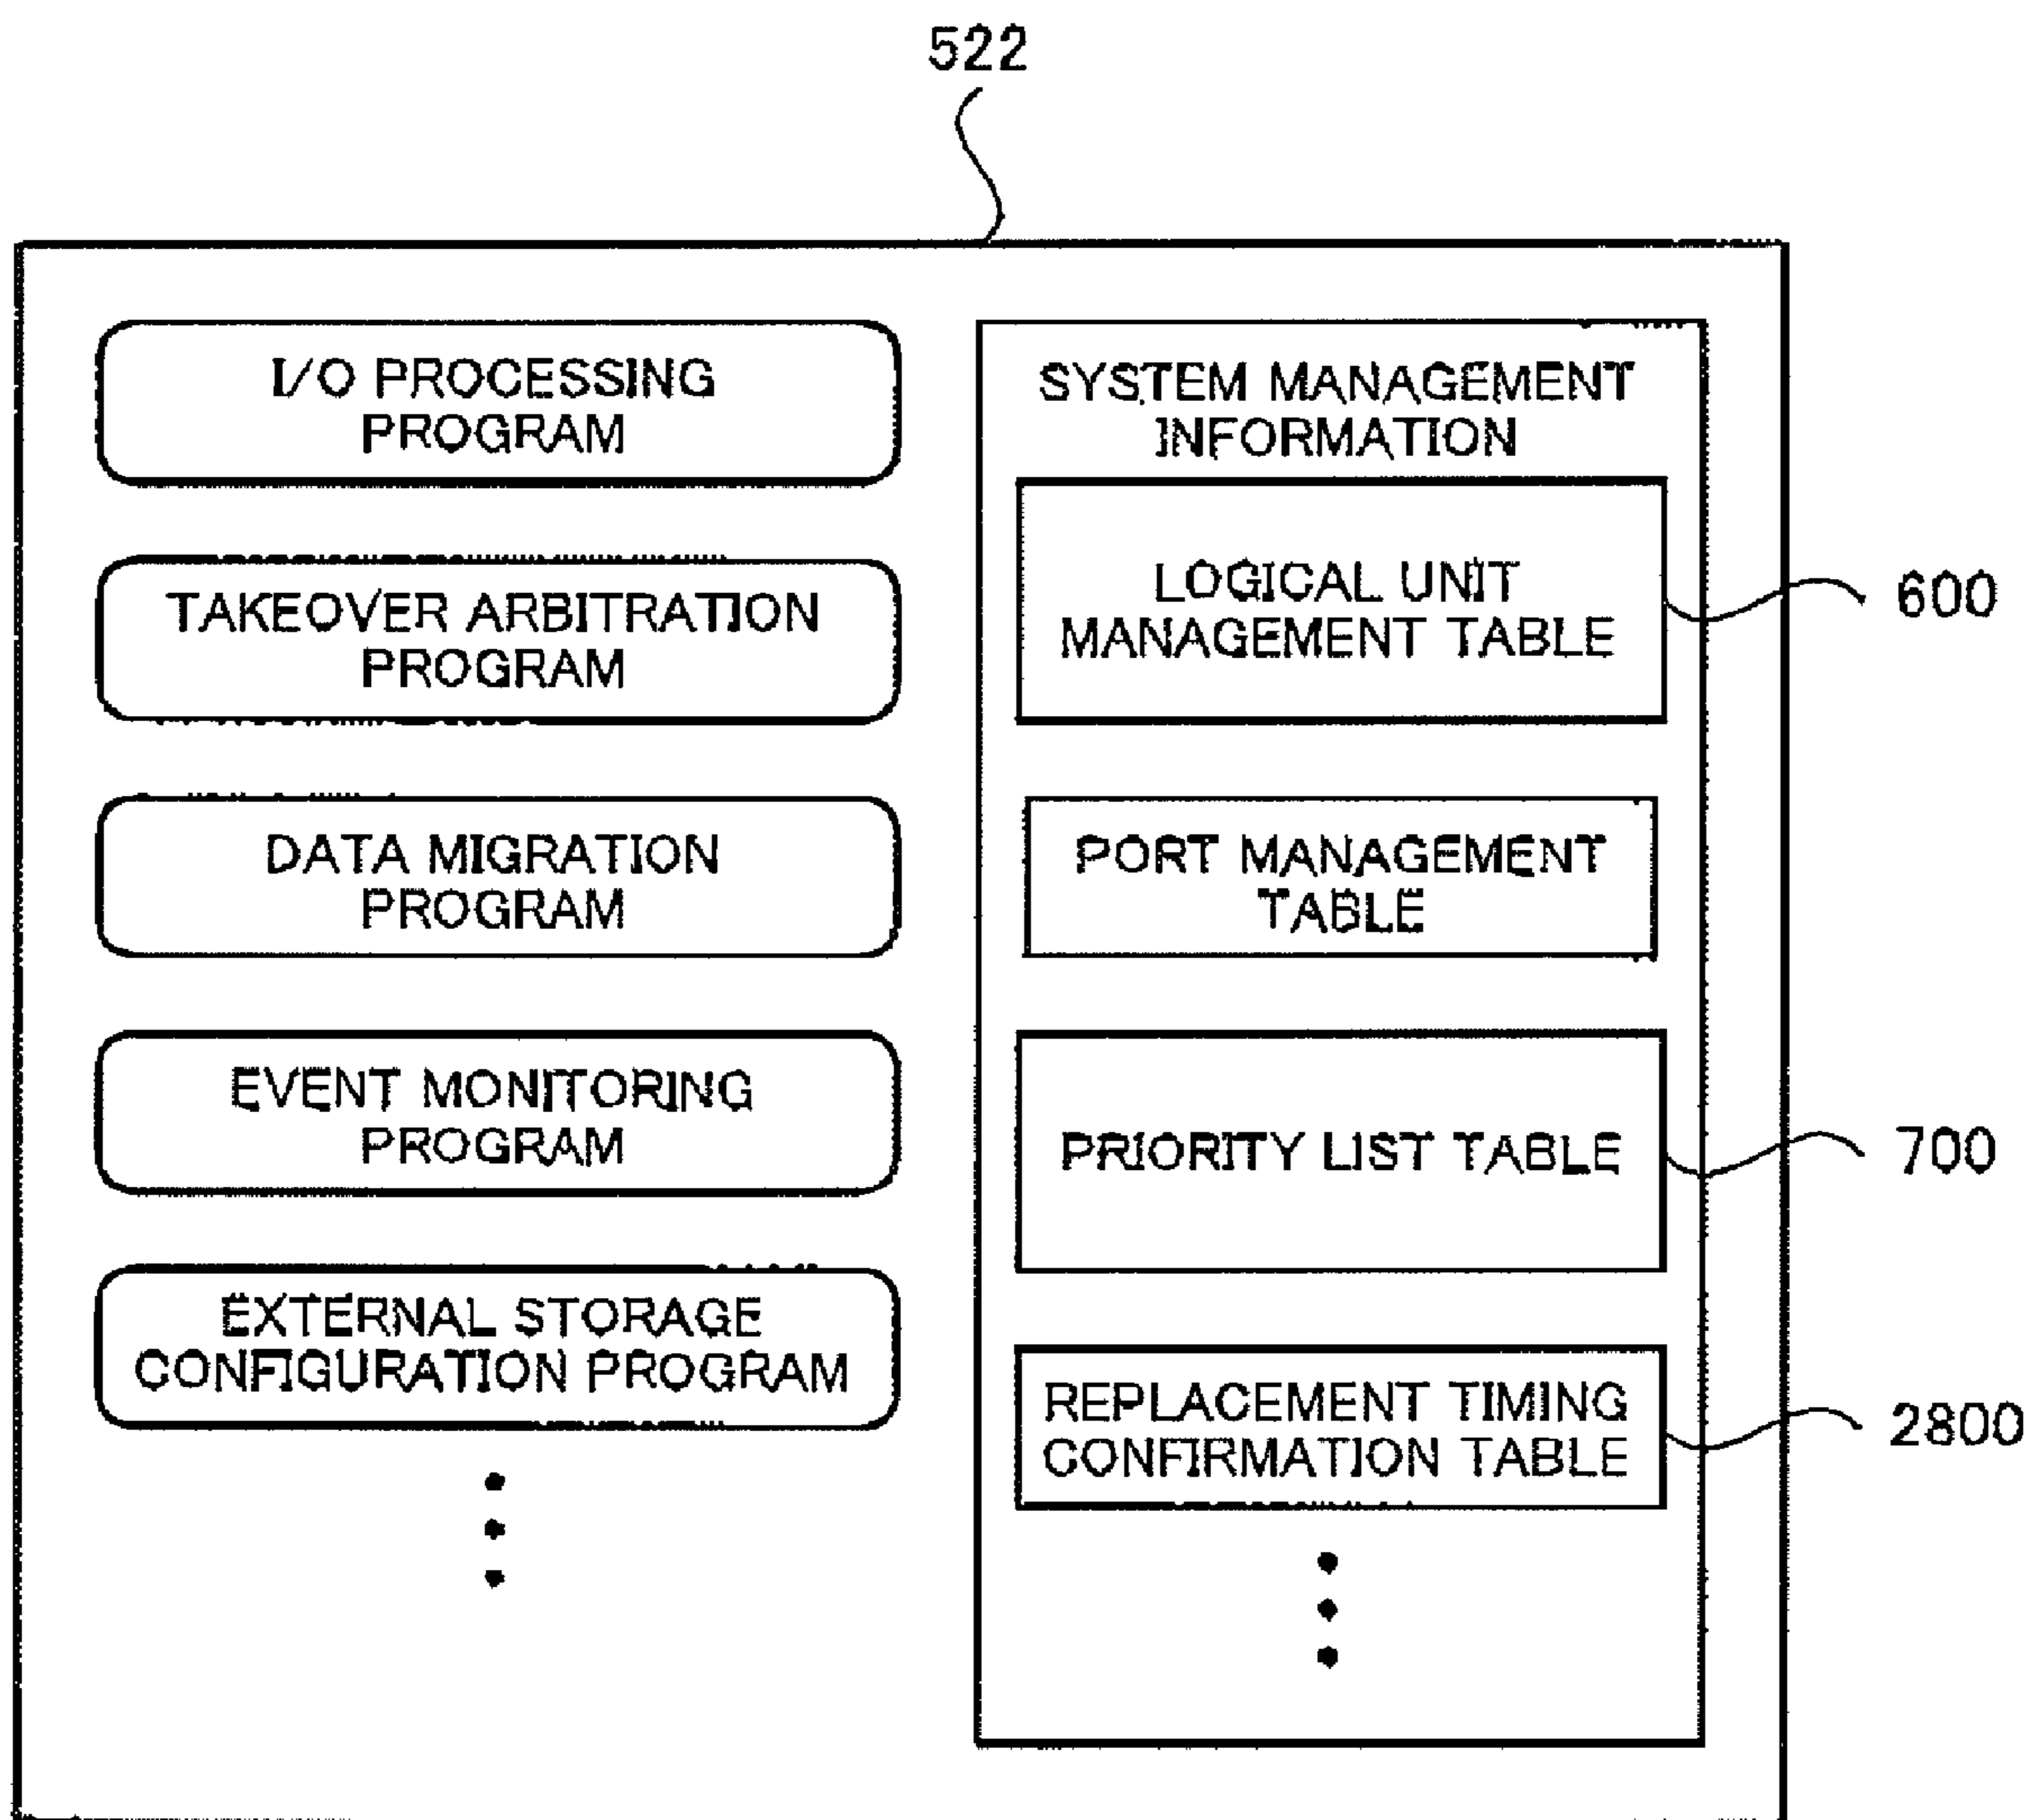 522
I/O PROCESSING
PROGRAM
TAKEOVER ARBITRATION
PROGRAM
DATA MIGRATION
PROGRAM
EVENT MONITORING
PROGRAM
EXTERNAL STORAGE
CONFIGURATION PROGRAM
SYSTEM MANAGEMENT
INFORMATION
LOGICAL UNIT
MANAGEMENT TABLE
600
PORT MANAGEMENT
TABLE
PRIORITY LIST TABLE
700
REPLACEMENT TIMING
CONFIRMATION TABLE
2800